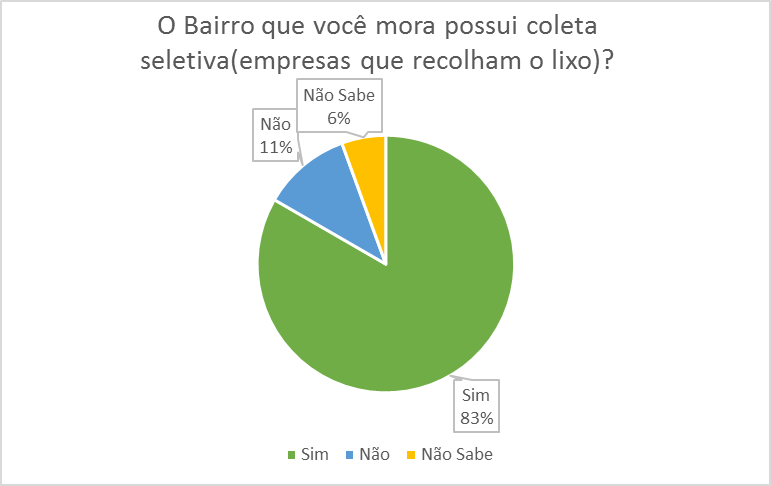 O Bairro que você mora possui coleta
seletiva(empresas que recolham o lixo)?
Não Sabe
6%
Não
11%
Sim
83%
Sim Não Não Sabe